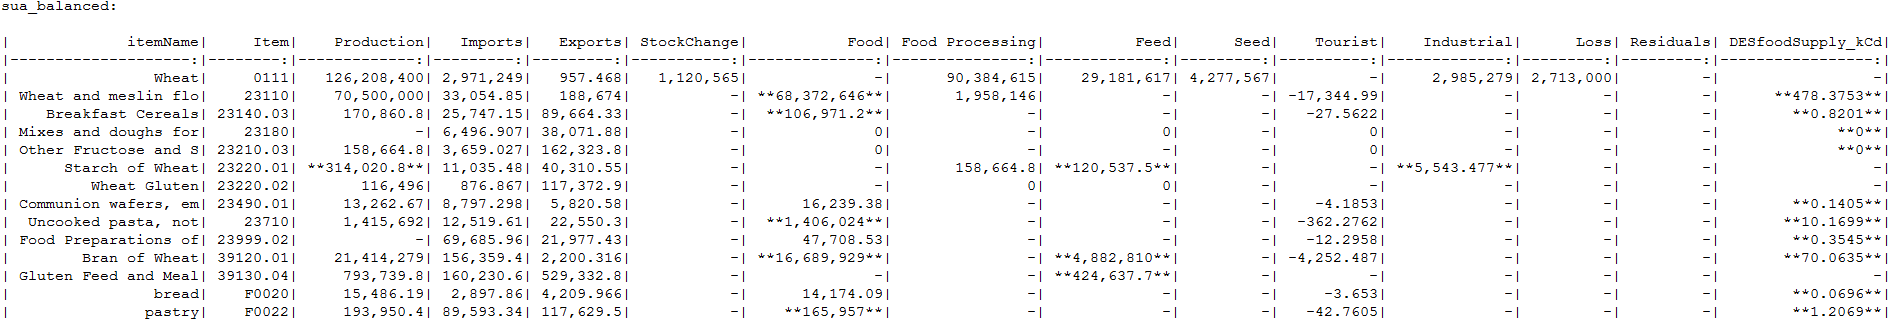 sua_balanced:
| itemName| Item| Production| Imports| Exports| StockChange| Food| Food Processing| Feed| Seed| Tourist| Industrial| Loss| Residuals| DESfoodSupply_kCd|
|-------------------:|--------:|-------------:|----------:|----------:|-----------:|--------------:|---------------:|-------------:|---------:|----------:|-------------:|---------:|---------:|-----------------:|
| Wheat| 0111| 126,208,400| 2,971,249| 957.468| 1,120,565| -| 90,384,615| 29,181,617| 4,277,567| -| 2,985,279| 2,713,000| -| -|
| Wheat and meslin flo| 23110| 70,500,000| 33,054.85| 188,674| -| **68,372,646**| 1,958,146| -| -| -17,344.99| -| -| -| **478.3753**|
| Breakfast Cereals| 23140.03| 170,860.8| 25,747.15| 89,664.33| -| **106,971.2**| -| -| -| -27.5622| -| -| -| **0.8201**|
| Mixes and doughs for| 23180| -| 6,496.907| 38,071.88| -| 0| -| 0| -| 0| -| -| -| **0**|
| Other Fructose and S| 23210.03| 158,664.8| 3,659.027| 162,323.8| -| 0| -| -| -| 0| -| -| -| **0**|
| Starch of Wheat| 23220.01| **314,020.8**| 11,035.48| 40,310.55| -| -| 158,664.8| **120,537.5**| -| -| **5,543.477**| -| -| -|
| Wheat Gluten| 23220.02| 116,496| 876.867| 117,372.9| -| -| 0| 0| -| -| -| -| -| -|
| Communion wafers, em| 23490.01| 13,262.67| 8,797.298| 5,820.58| -| 16,239.38| -| -| -| -4.1853| -| -| -| **0.1405**|
| Uncooked pasta, not| 23710| 1,415,692| 12,519.61| 22,550.3| -| **1,406,024**| -| -| -| -362.2762| -| -| -| **10.1699**|
| Food Preparations of| 23999.02| -| 69,685.96| 21,977.43| -| 47,708.53| -| -| -| -12.2958| -| -| -| **0.3545**|
| Bran of Wheat| 39120.01| 21,414,279| 156,359.4| 2,200.316| -| **16,689,929**| -| **4,882,810**| -| -4,252.487| -| -| -| **70.0635**|
| Gluten Feed and Meal| 39130.04| 793,739.8| 160,230.6| 529,332.8| -| -| -| **424,637.7**| -| -| -| -| -| -|
| bread| F0020| 15,486.19| 2,897.86| 4,209.966| -| 14,174.09| -| -| -| -3.653| -| -| -| **0.0696**|
| pastry| F0022| 193,950.4| 89,593.34| 117,629.5| -| **165,957**| -| -| -| -42.7605| -| -| -| **1.2069**|